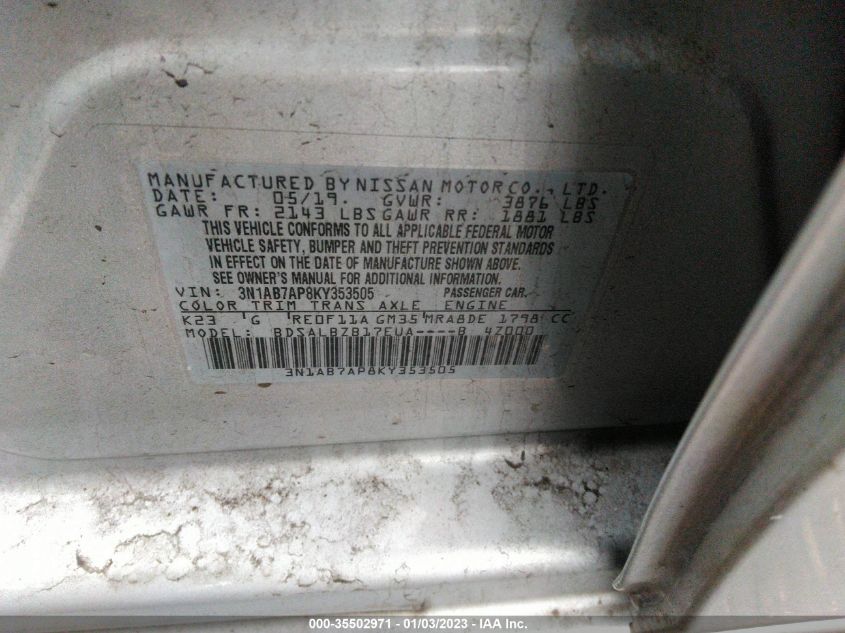 MANUFACTURED BY NISSAN MOTOR CO., LTD.
DATE: 05/19. GVWR: 3876 LBS
GAWR FR: 2143 LBS GAWR RR: 1881 LBS
THIS VEHICLE CONFORMS TO ALL APPLICABLE FEDERAL MOTOR
VEHICLE SAFETY, BUMPER AND THEFT PREVENTION STANDARDS
IN EFFECT ON THE DATE OF MANUFACTURE SHOWN ABOVE.
SEE OWNER'S MANUAL FOR ADDITIONAL INFORMATION.
VIN: 3N1AB7AP8KY353505 PASSENGER CAR.
COLOR TRIM TRANS AXLE ENGINE
K23 G RE0F11A GM35 MRA8DE 1798 CC
MODEL: BDSALBZB17EUA----B 4Z000
3N1AB7AP8KY353505
000-35502971 - 01/03/2023 - IAA Inc.